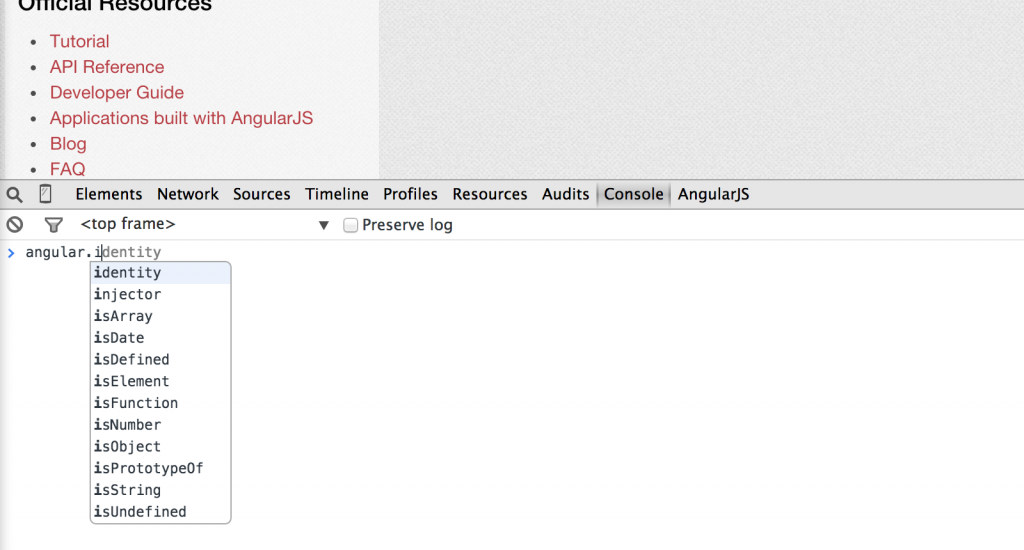 Official Resources
Tutorial
API Reference
Developer Guide
Applications built with AngularJS
Blog
FAQ
Elements Network Sources Timeline Profiles Resources Audits Console AngularJS
<top frame> ▼ Preserve log
> angular.identity
identity
injector
isArray
isDate
isDefined
isElement
isFunction
isNumber
isObject
isPrototypeOf
isString
isUndefined